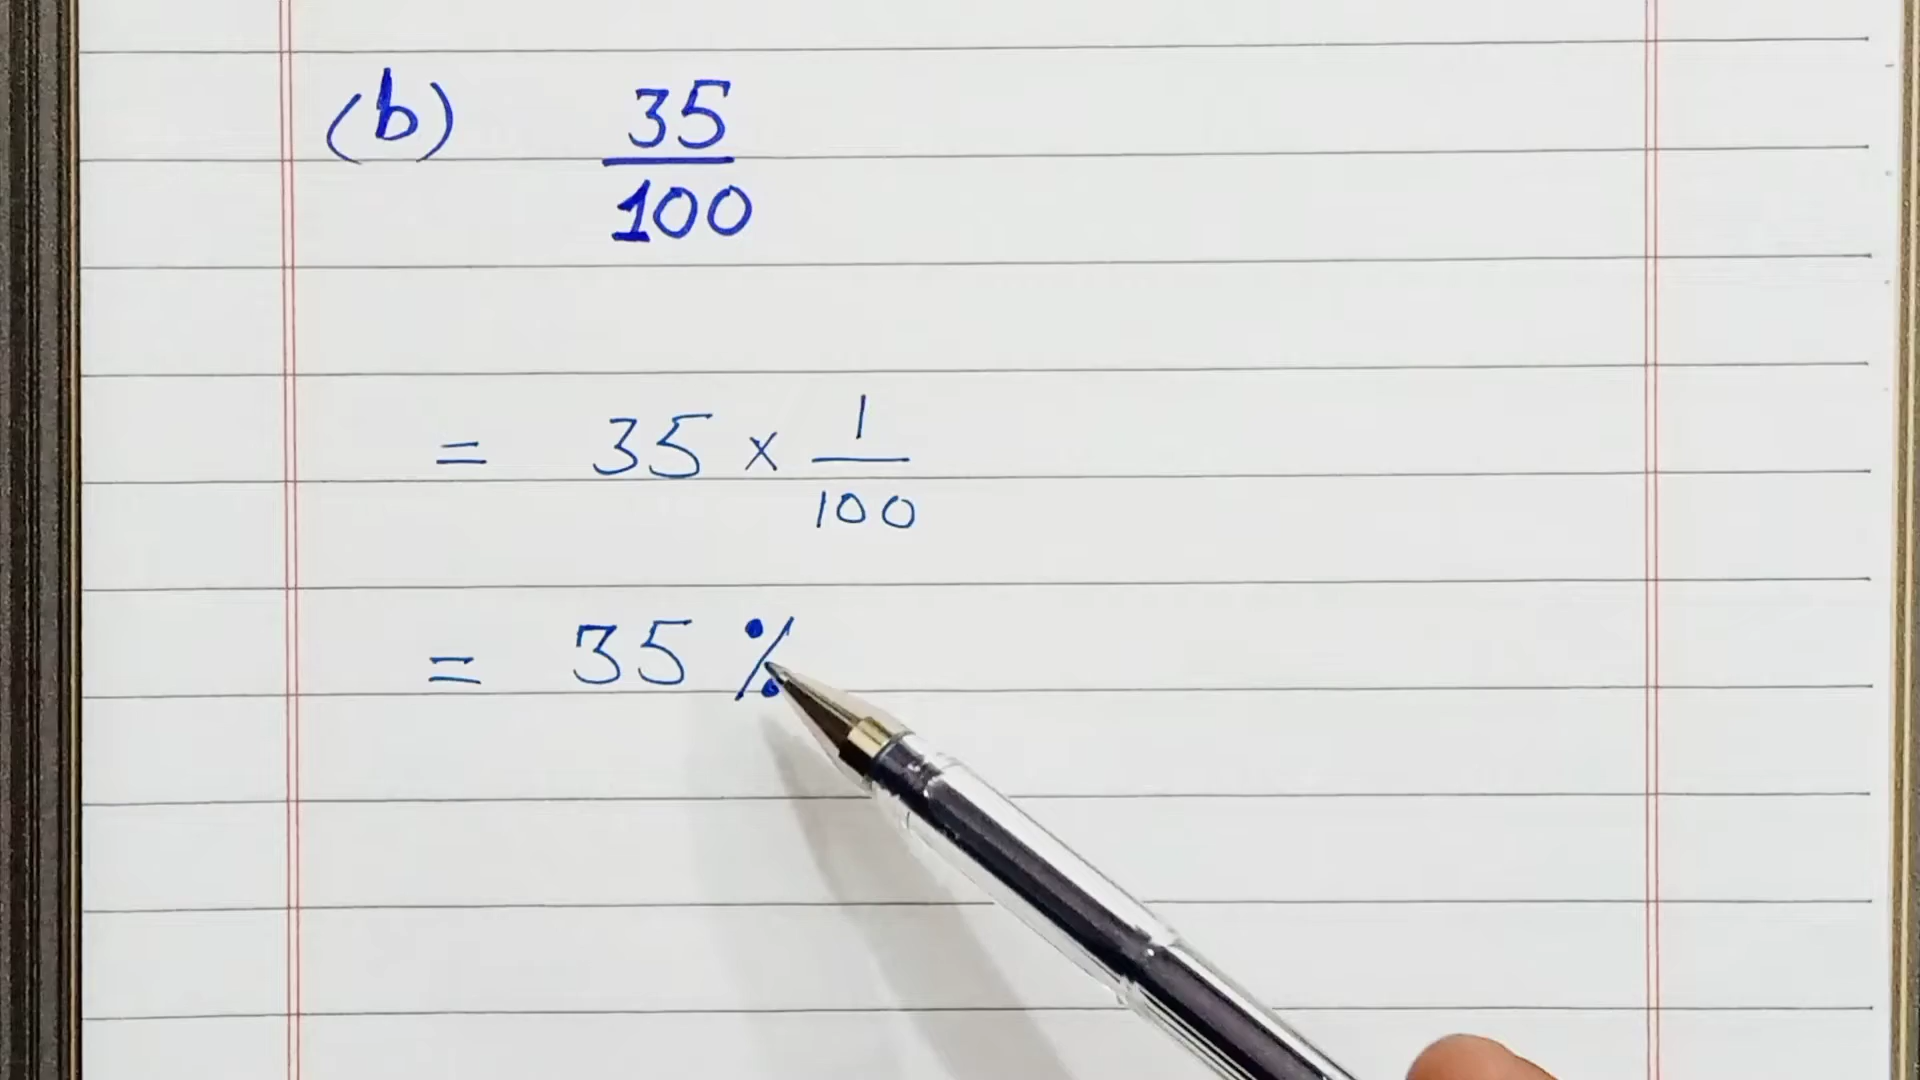 (b) 35/100
= 35 × 1/100
= 35 %